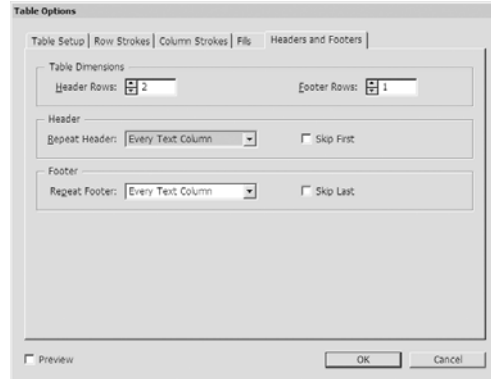 Table Options
Table Setup Row Strokes Column Strokes Fills Headers and Footers
Table Dimensions
Header Rows: 2 Footer Rows: 1
Header
Repeat Header: Every Text Column Skip First
Footer
Repeat Footer: Every Text Column Skip Last
Preview OK Cancel